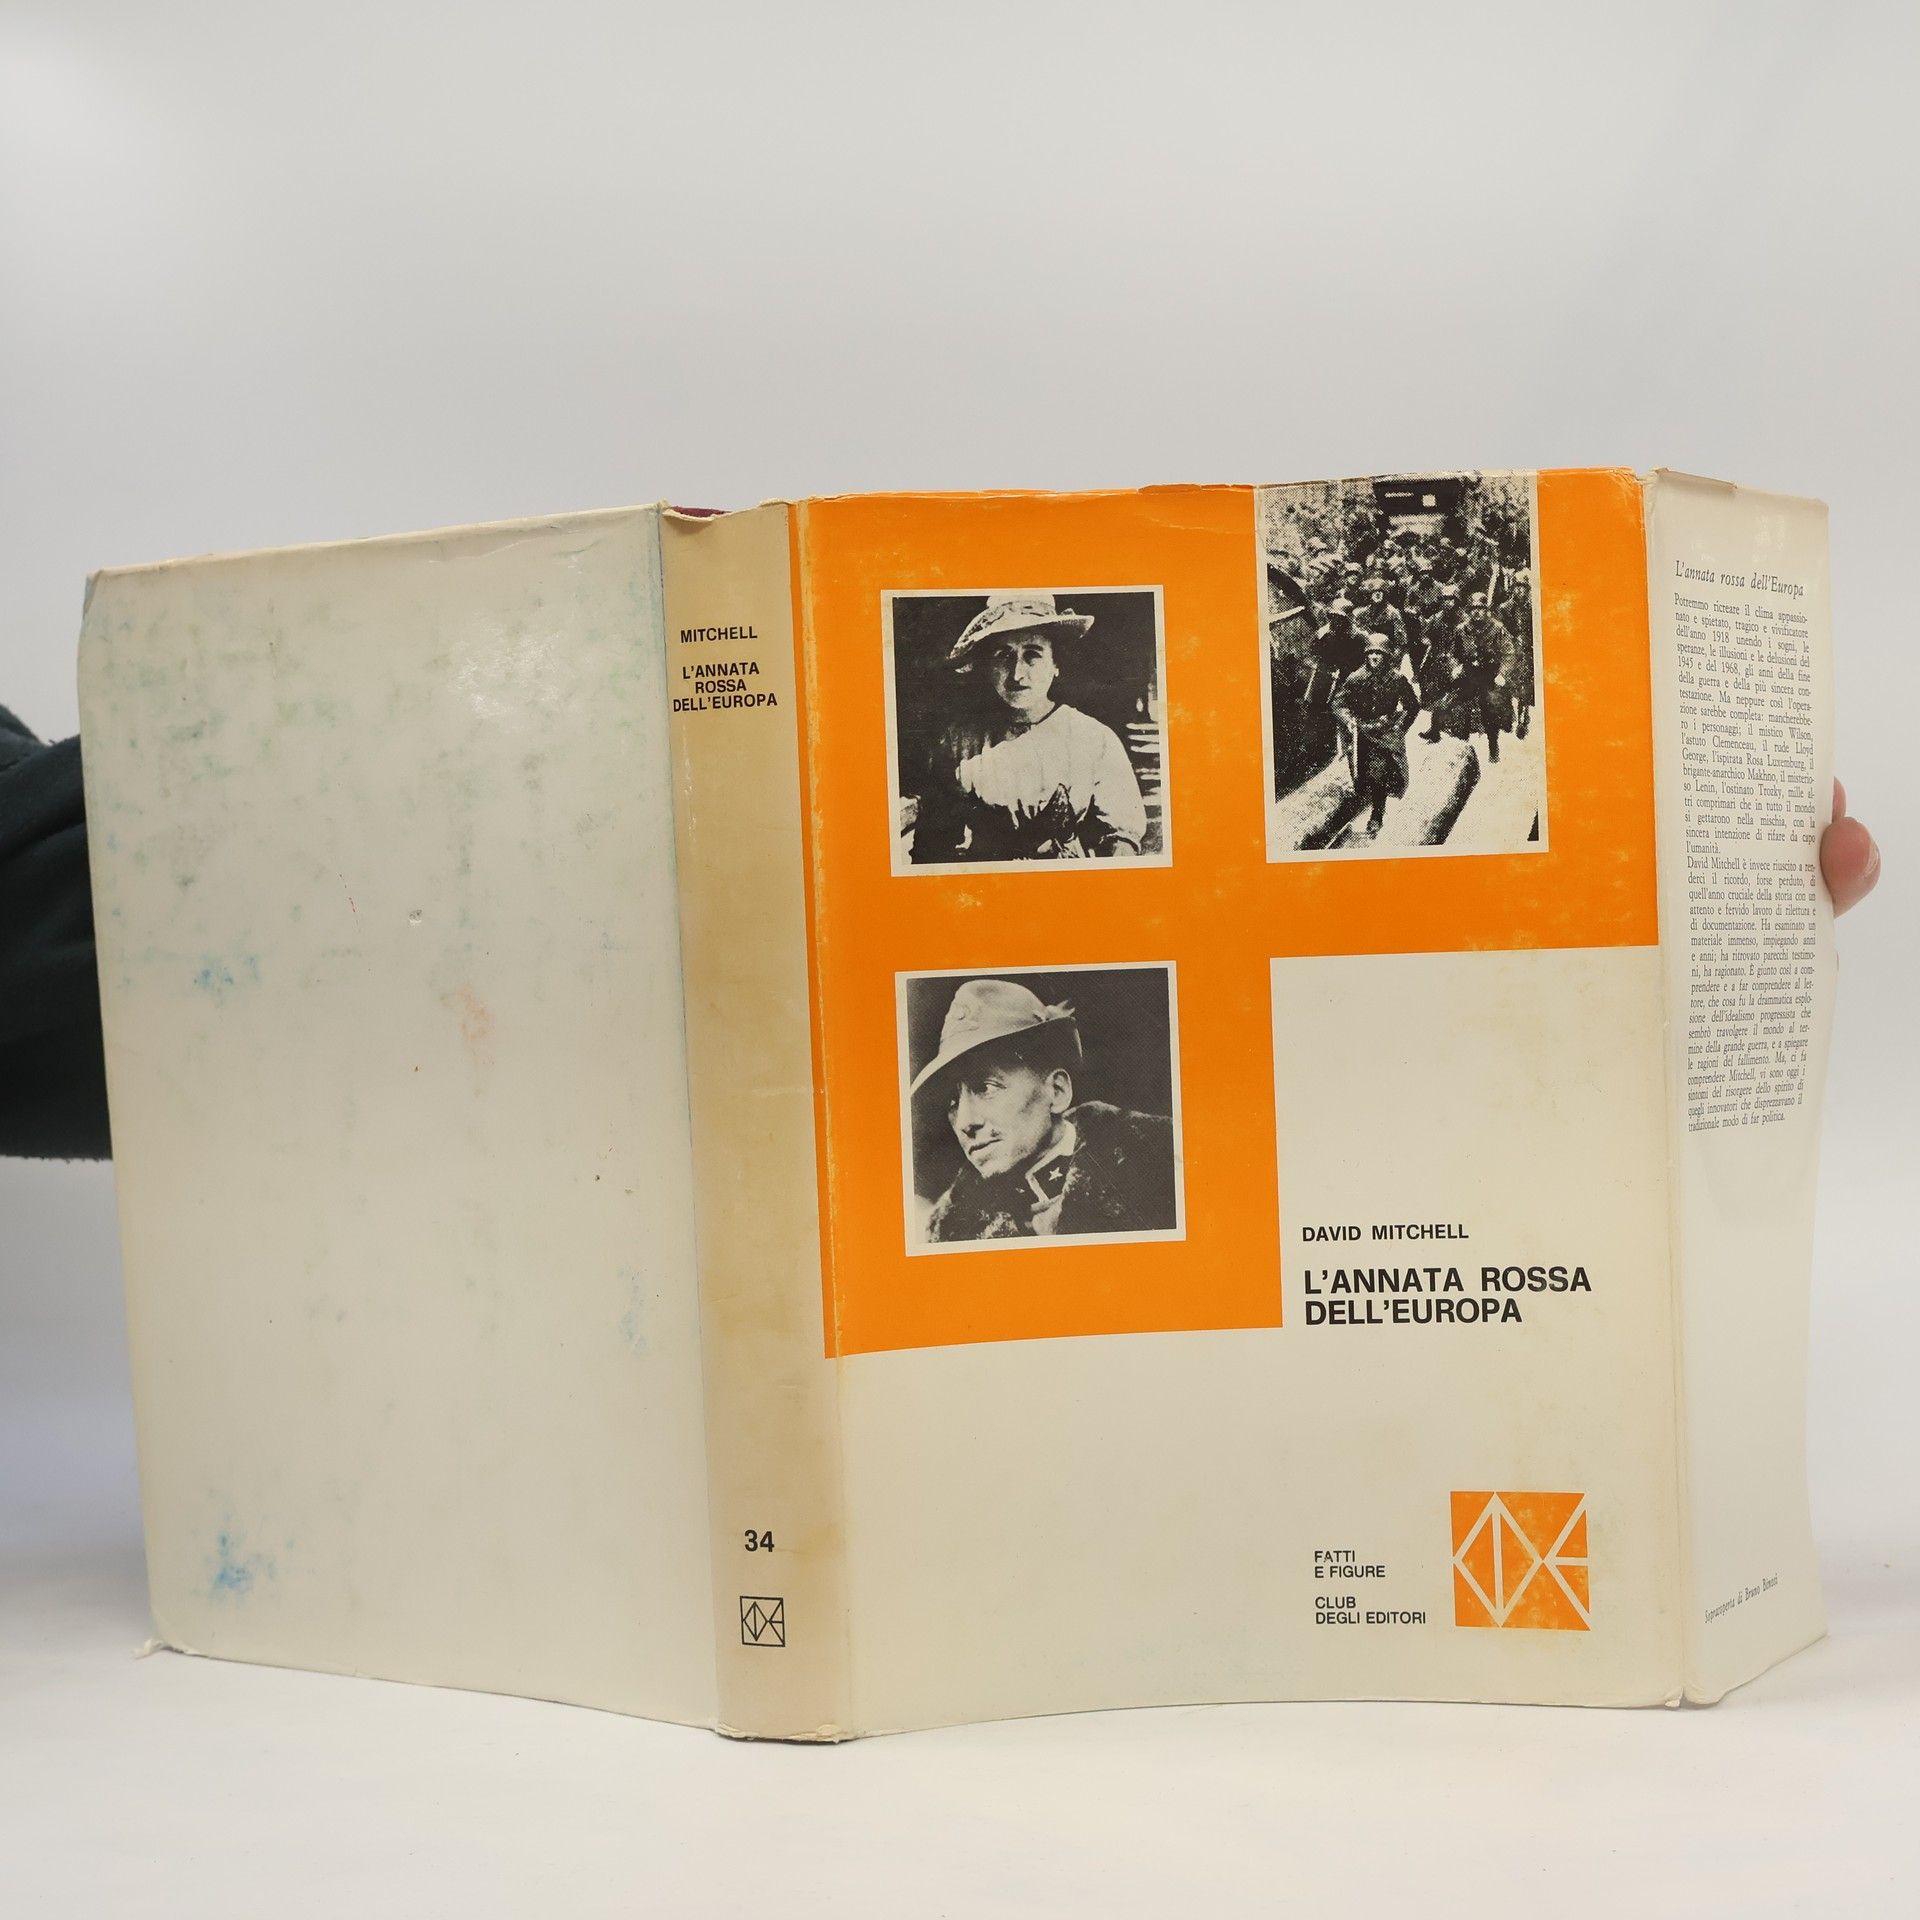 MITCHELL
L'ANNATA
ROSSA
DELL'EUROPA
34
DAVID MITCHELL
L'ANNATA ROSSA
DELL'EUROPA
FATTI
E FIGURE
CLUB
DEGLI EDITORI
L'annata rossa dell'Europa
Potremmo ricreare il clima appassio-
nato e spietato, tragico e vivificatore
dell'anno 1918 unendo i sogni, le
speranze, le illusioni e le delusioni del
1945 e del 1968, gli anni della fine
della guerra e della più sincera con-
testazione. Ma neppure così l'opera-
zione sarebbe completa: mancherebbe-
ro i personaggi; il mistico Wilson,
l'astuto Clemenceau, il rude Lloyd
George, l'ispirata Rosa Luxemburg, il
brigante-anarchico Makhno, il misterio-
so Lenin, l'ostinato Trozky, mille al-
tri comprimari che in tutto il mondo
si gettarono nella mischia, con la
sincera intenzione di rifare da capo
l'umanità.
David Mitchell è invece riuscito a ren-
derci il ricordo, forse perduto, di
quell'anno cruciale della storia con un
attento e fervido lavoro di rilettura e
di documentazione. Ha esaminato un
materiale immenso, impiegando anni
e anni; ha ritrovato parecchi testimo-
ni, ha ragionato. È giunto così a com-
prendere e a far comprendere al let-
tore, che cosa fu la drammatica esplo-
sione dell'idealismo progressista che
sembrò travolgere il mondo al ter-
mine della grande guerra, e a spiegare
le ragioni del fallimento. Ma, ci fa
comprendere Mitchell, vi sono oggi i
sintomi del risorgere dello spirito di
quegli innovatori che disprezzavano il
tradizionale modo di far politica.
Sopracoperta di Bruno Binosi